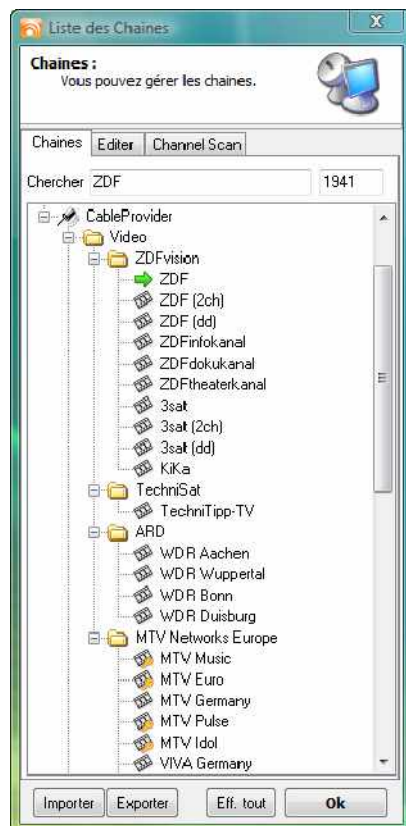 Liste des Chaines
Chaines :
Vous pouvez gérer les chaines.
Chaines Editer Channel Scan
Chercher ZDF 1941
CableProvider
Video
ZDFvision
ZDF
ZDF (2ch)
ZDF (dd)
ZDFinfokanal
ZDFdokukanal
ZDFtheaterkanal
3sat
3sat (2ch)
3sat (dd)
KiKa
TechniSat
TechniTipp-TV
ARD
WDR Aachen
WDR Wuppertal
WDR Bonn
WDR Duisburg
MTV Networks Europe
MTV Music
MTV Euro
MTV Germany
MTV Pulse
MTV Idol
VIVA Germany
Importer Exporter Eff. tout Ok